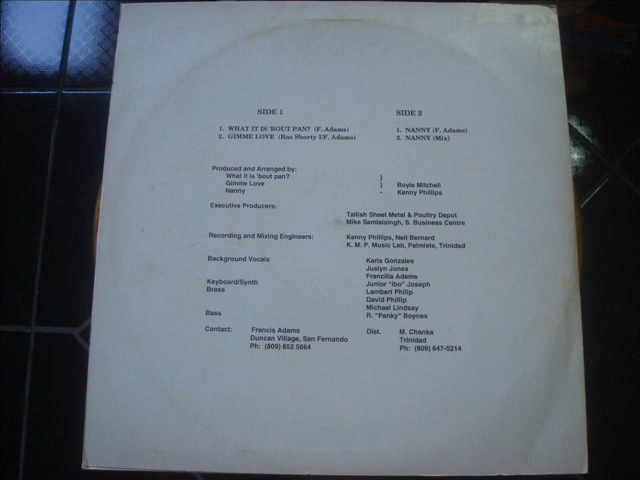 SIDE 1 SIDE 2
1. WHAT IT IS 'BOUT PAN? (F. Adams) 1. NANNY (F. Adams)
2. GIMME LOVE (Ras Shorty I/F. Adams) 2. NANNY (Mix)
Produced and Arranged by:
What it is 'bout pan? )
Gimme Love ) Boyie Mitchell
Nanny - Kenny Phillips
Executive Producers:
Tallish Sheet Metal & Poultry Depot
Mike Samlalsingh, S. Business Centre
Recording and Mixing Engineers: Kenny Phillips, Neil Bernard
K. M. P. Music Lab, Palmiste, Trinidad
Background Vocals Karla Gonzales
Juslyn Jones
Francilia Adams
Keyboard/Synth Junior "Ibo" Joseph
Brass Lambert Philip
David Phillip
Michael Lindsay
Bass R. "Panky" Boynes
Contact: Francis Adams Dist. M. Chanka
Duncan Village, San Fernando Trinidad
Ph: (809) 652 5664 Ph: (809) 647-5214